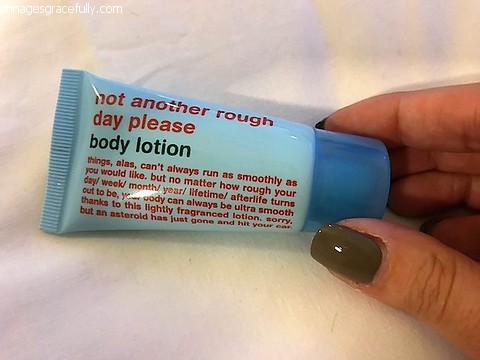 not another rough
day please
body lotion
things, alas, can't always run as smoothly as
you would like. but no matter how rough your
day/ week/ month/ year/ lifetime/ afterlife turns
out to be, your body can always be ultra smooth
thanks to this lightly fragranced lotion. sorry,
but an asteroid has just gone and hit your car.